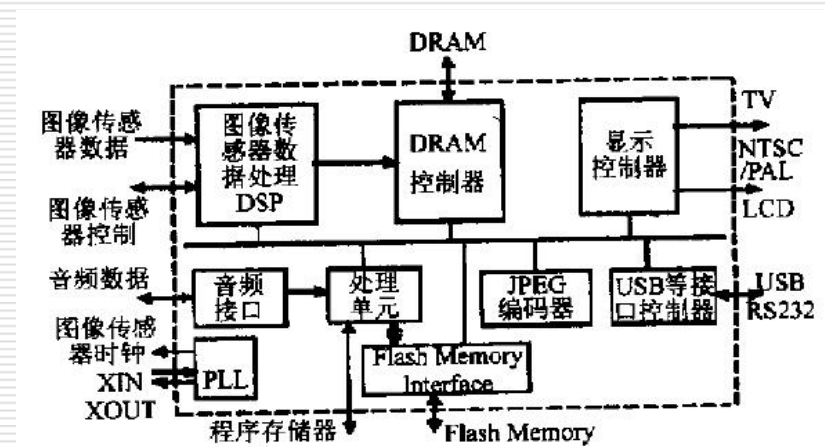 DRAM
图像传感
器数据
图像传感
器控制
图像传
感器数
据处理
DSP
DRAM
控制器
显示
控制器
TV
NTSC
/PAL
LCD
音频数据
音频
接口
处理
单元
JPEG
编码器
USB等接
口控制器
USB
RS232
图像传感
器时钟
XIN
XOUT
PLL
Flash Memory
Interface
程序存储器
Flash Memory